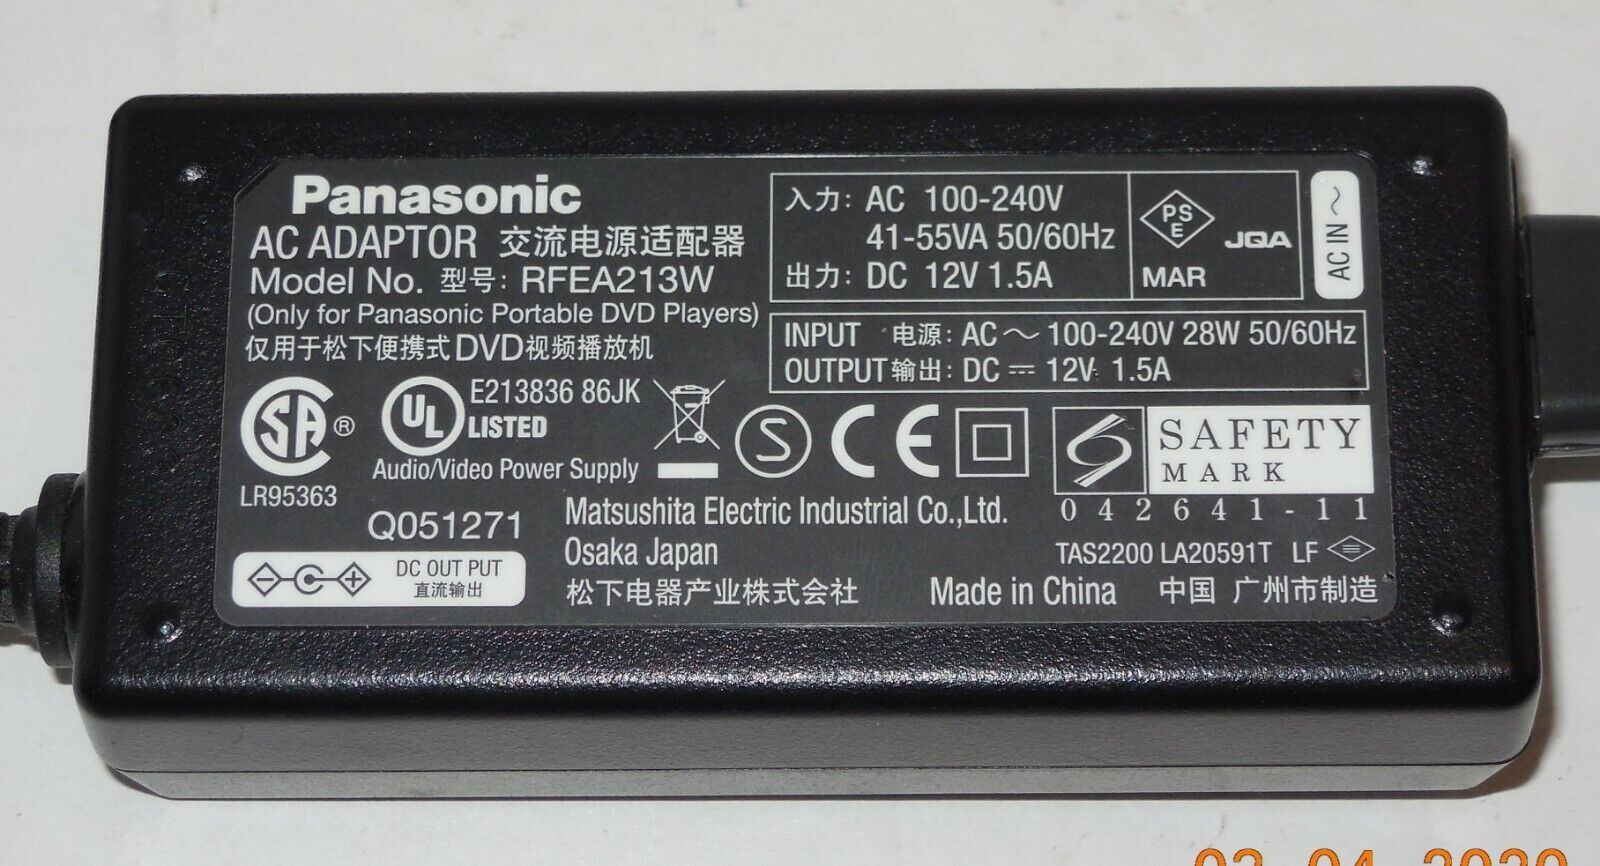 Panasonic
AC ADAPTOR 交流电源适配器
Model No. 型号: RFEA213W
(Only for Panasonic Portable DVD Players)
仅用于松下便携式DVD视频播放机
入力: AC 100-240V
41-55VA 50/60Hz
出力: DC 12V 1.5A
PS
E
JQA
MAR
AC IN ~
INPUT 电源: AC ~ 100-240V 28W 50/60Hz
OUTPUT 输出: DC ⎓ 12V 1.5A
SA ®
LR95363
UL
E213836 86JK
LISTED
Audio/Video Power Supply
S
CE
SAFETY
MARK
042641-11
Q051271
Matsushita Electric Industrial Co.,Ltd.
Osaka Japan
TAS2200 LA20591T LF
DC OUT PUT
直流输出
松下电器产业株式会社
Made in China 中国 广州市制造